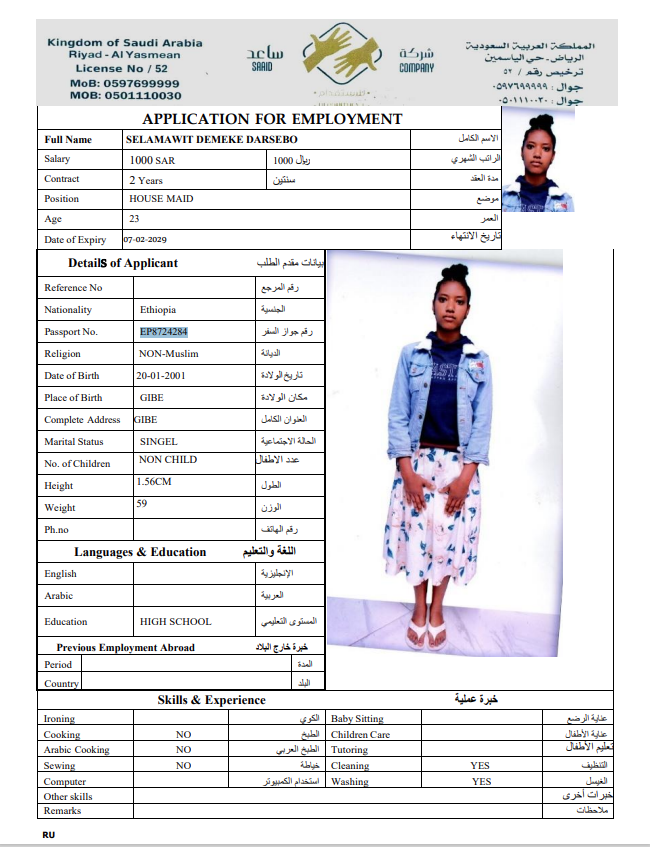 Kingdom of Saudi Arabia
Riyad - Al Yasmean
License No / 52
MoB: 0597699999
MOB: 0501110030
ساعد
SAAID
شركة
COMPANY
للاستقدام
المملكة العربية السعودية
الرياض - حي الياسمين
ترخيص رقم / ٥٢
جوال : ٠٥٩٧٦٩٩٩٩٩
جوال : ٠٥٠١١١٠٠٣٠
APPLICATION FOR EMPLOYMENT
Full Name SELAMAWIT DEMEKE DARSEBO الاسم الكامل
Salary 1000 SAR 1000 ريال الراتب الشهري
Contract 2 Years سنتين مدة العقد
Position HOUSE MAID موضع
Age 23 العمر
Date of Expiry 07-02-2029 تاريخ الانتهاء
Details of Applicant بيانات مقدم الطلب
Reference No رقم المرجع
Nationality Ethiopia الجنسية
Passport No. EP8724284 رقم جواز السفر
Religion NON-Muslim الديانة
Date of Birth 20-01-2001 تاريخ الولادة
Place of Birth GIBE مكان الولادة
Complete Address GIBE العنوان الكامل
Marital Status SINGEL الحالة الاجتماعية
No. of Children NON CHILD عدد الاطفال
Height 1.56CM الطول
Weight 59 الوزن
Ph.no رقم الهاتف
Languages & Education اللغة والتعليم
English الإنجليزية
Arabic العربية
Education HIGH SCHOOL المستوى التعليمي
Previous Employment Abroad خبرة خارج البلاد
Period المدة
Country البلد
Skills & Experience خبرة عملية
Ironing الكوي Baby Sitting عناية الرضع
Cooking NO الطبخ Children Care عناية الأطفال
Arabic Cooking NO الطبخ العربي Tutoring تعليم الأطفال
Sewing NO خياطة Cleaning YES التنظيف
Computer استخدام الكمبيوتر Washing YES الغيسل
Other skills خبرات أخرى
Remarks ملاحظات
RU